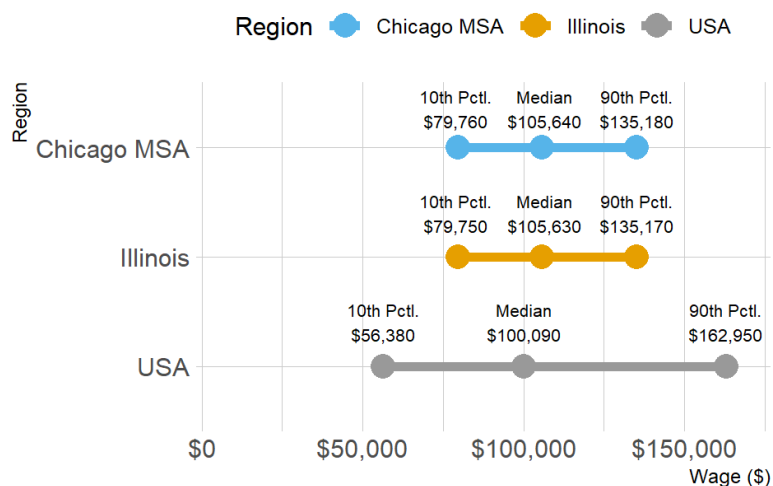 Region Chicago MSA Illinois USA
Region
10th Pctl. Median 90th Pctl.
$79,760 $105,640 $135,180
Chicago MSA
10th Pctl. Median 90th Pctl.
$79,750 $105,630 $135,170
Illinois
10th Pctl. Median 90th Pctl.
$56,380 $100,090 $162,950
USA
$0 $50,000 $100,000 $150,000
Wage ($)